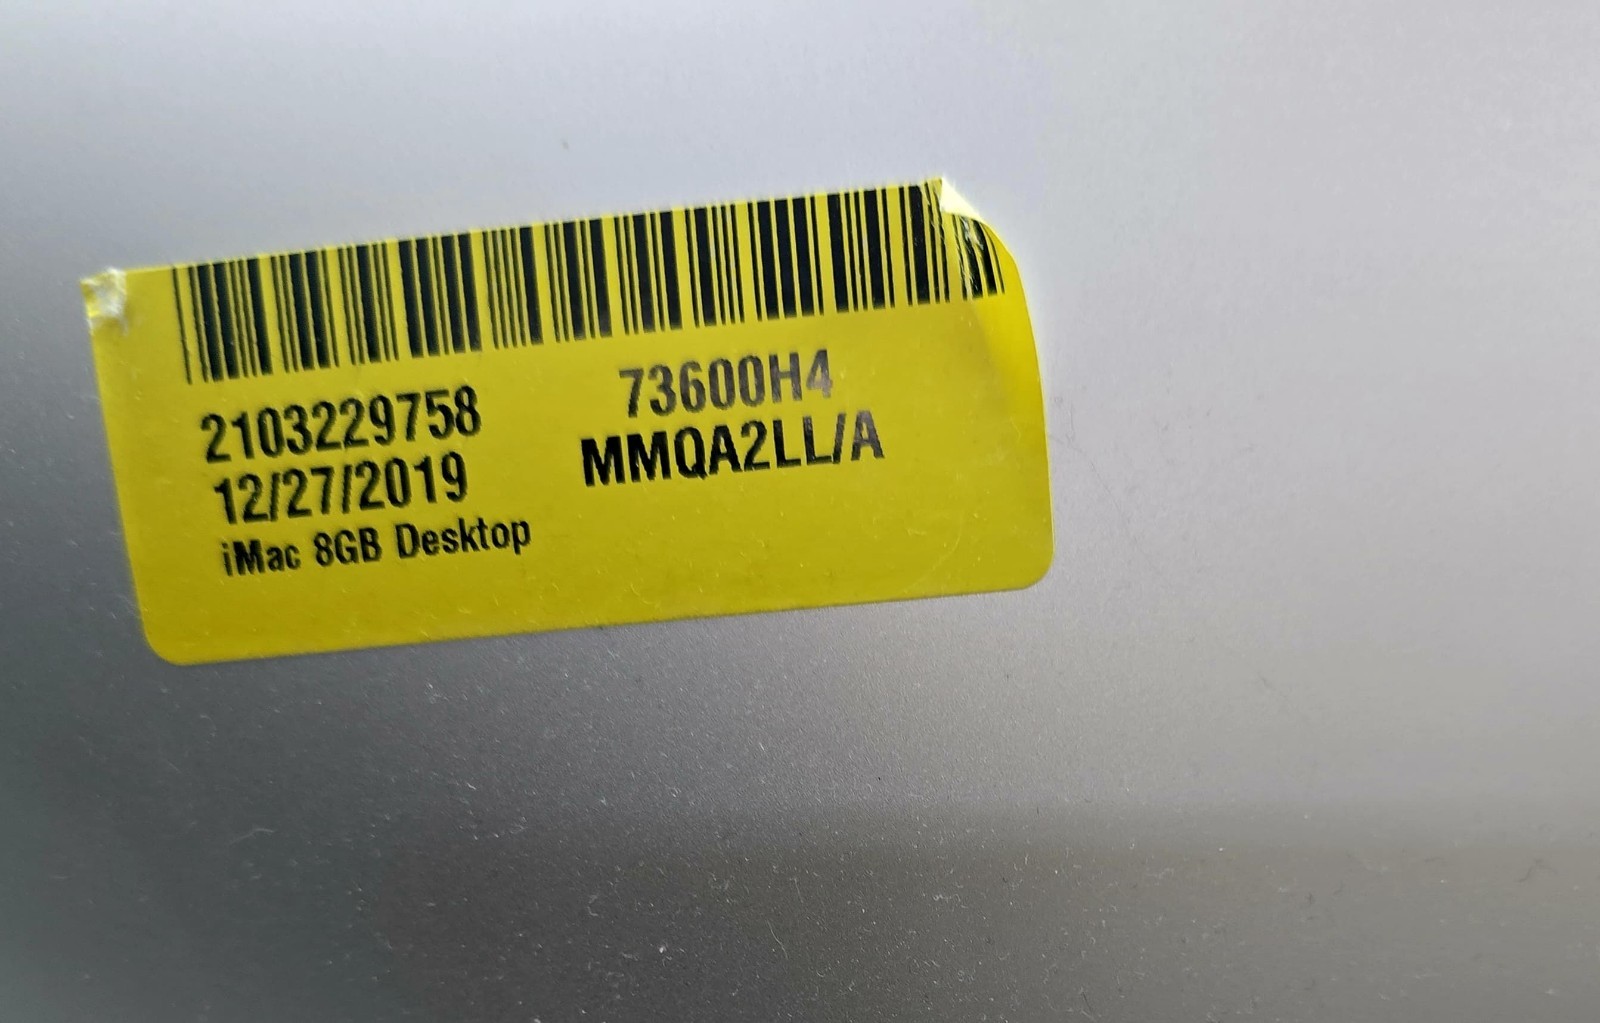 2103229758
73600H4
12/27/2019
MMQA2LL/A
iMac 8GB Desktop